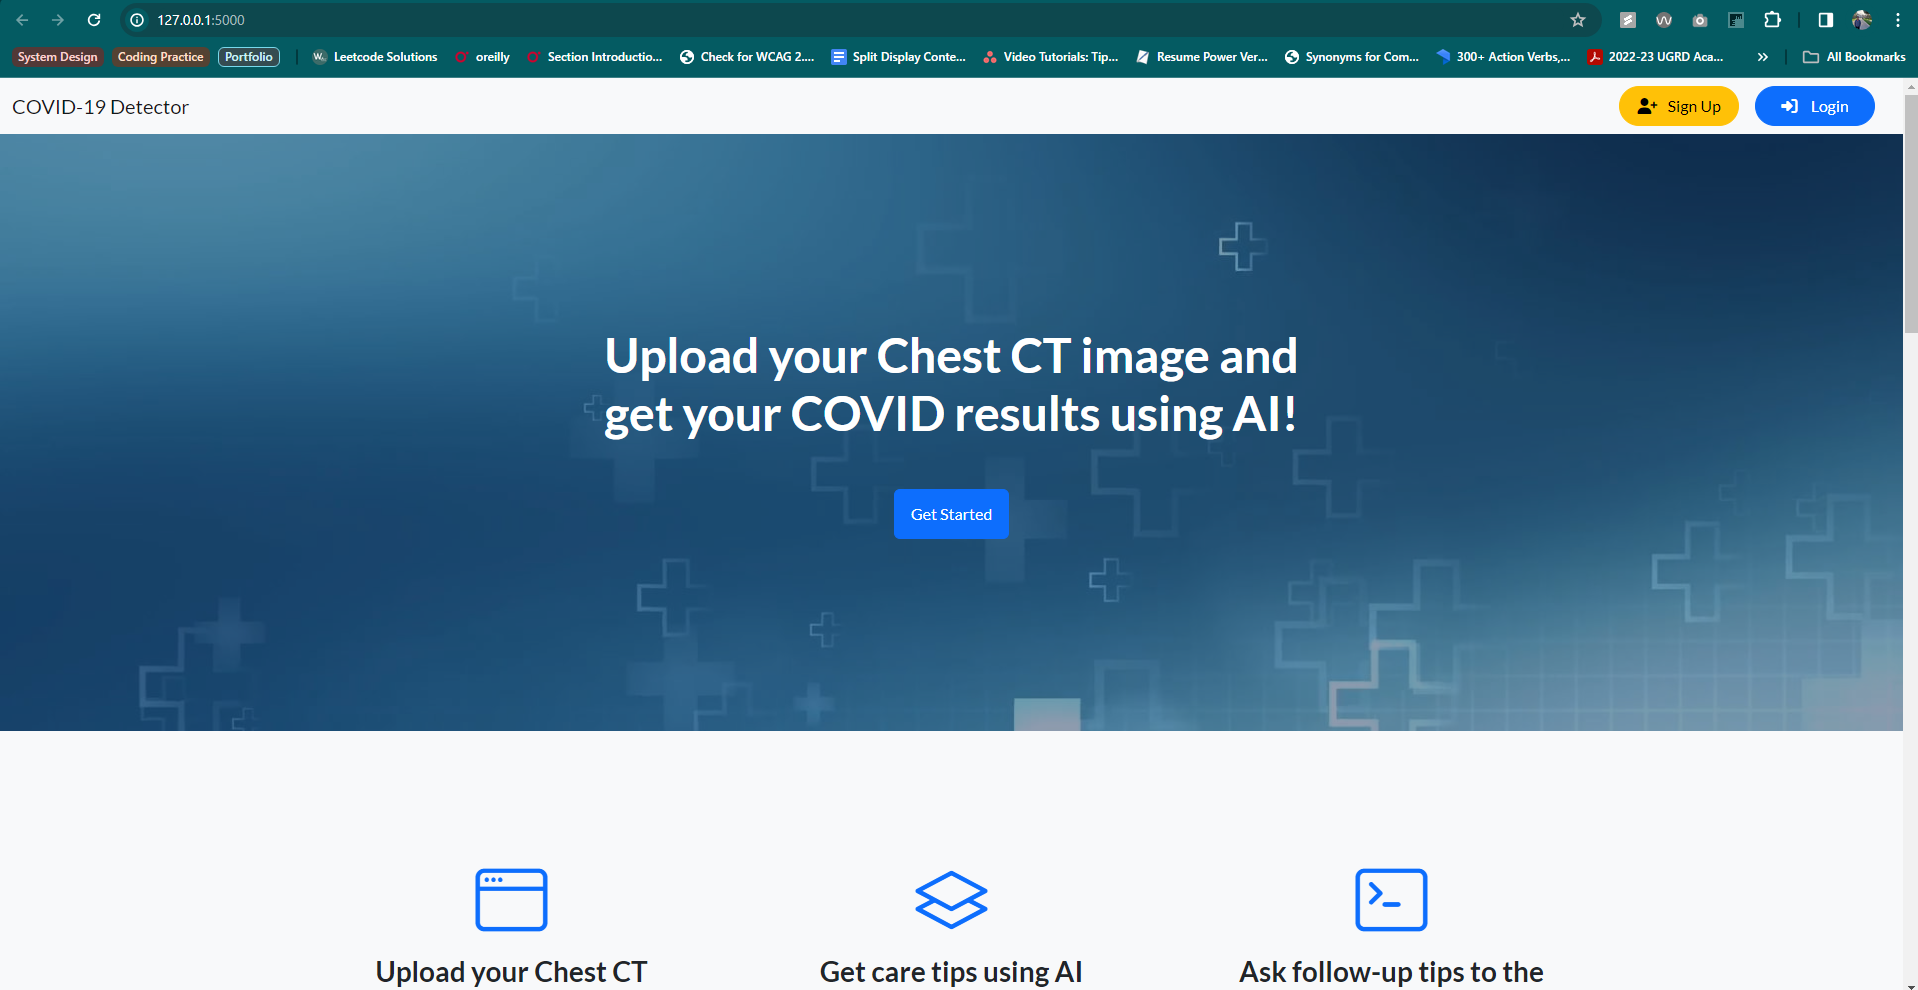 127.0.0.1:5000
System Design Coding Practice Portfolio Leetcode Solutions oreilly Section Introductio... Check for WCAG 2.... Split Display Conte... Video Tutorials: Tip... Resume Power Ver... Synonyms for Com... 300+ Action Verbs,... 2022-23 UGRD Aca... All Bookmarks
COVID-19 Detector Sign Up Login
Upload your Chest CT image and
get your COVID results using AI!
Get Started
Upload your Chest CT Get care tips using AI Ask follow-up tips to the